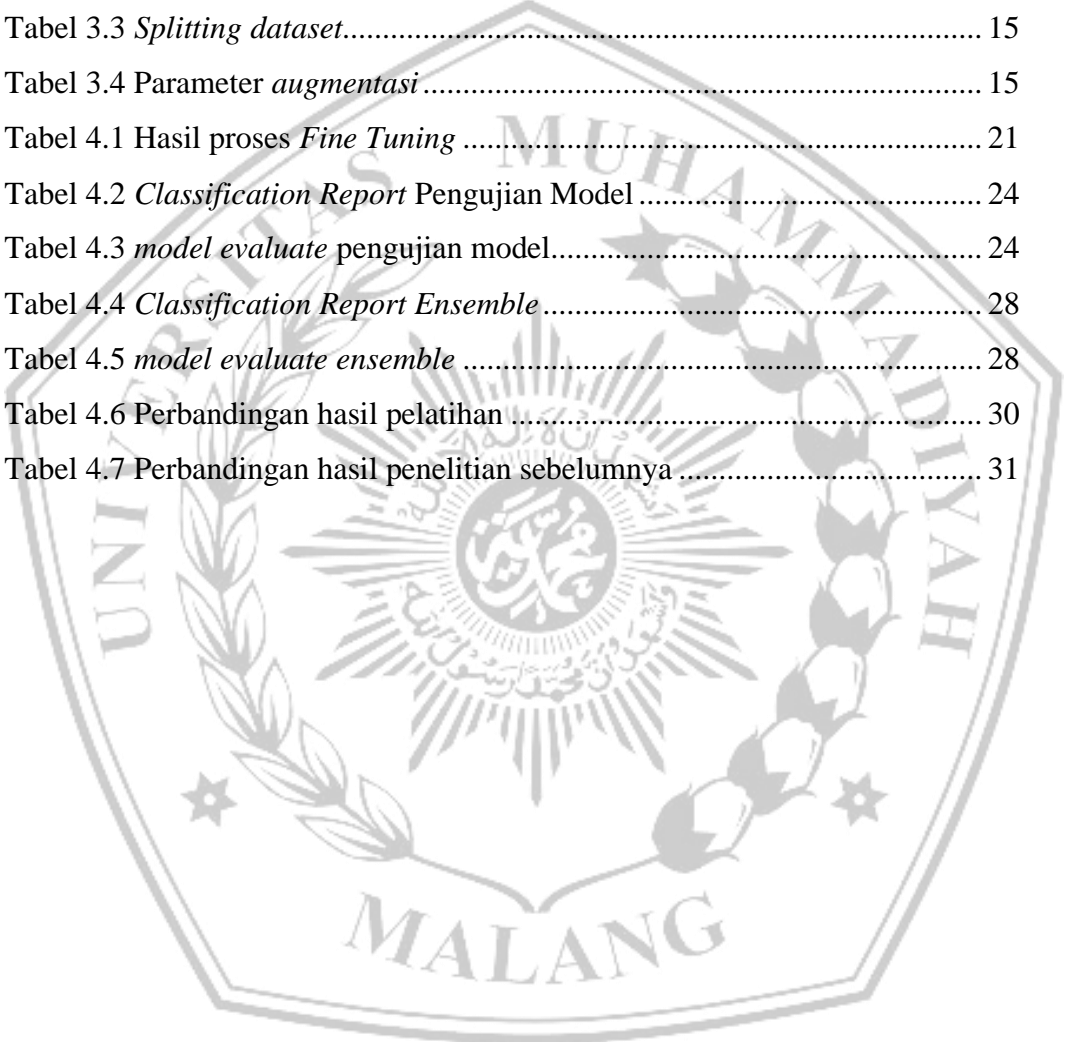 Tabel 3.3 Splitting dataset.................................................................................. 15
Tabel 3.4 Parameter augmentasi....................................................................... 15
Tabel 4.1 Hasil proses Fine Tuning .................................................................. 21
Tabel 4.2 Classification Report Pengujian Model ............................................ 24
Tabel 4.3 model evaluate pengujian model....................................................... 24
Tabel 4.4 Classification Report Ensemble........................................................ 28
Tabel 4.5 model evaluate ensemble .................................................................. 28
Tabel 4.6 Perbandingan hasil pelatihan ............................................................ 30
Tabel 4.7 Perbandingan hasil penelitian sebelumnya ....................................... 31
UNIVERSITAS MUHAMMADIYAH
MALANG